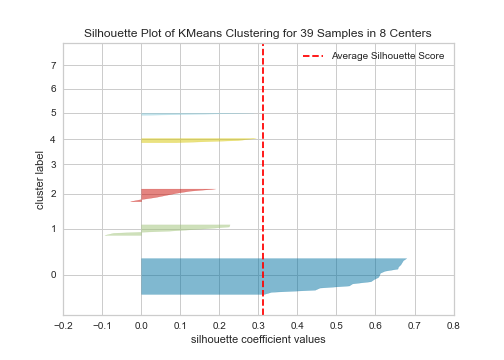 Silhouette Plot of KMeans Clustering for 39 Samples in 8 Centers
Average Silhouette Score
7
6
5
4
3
2
1
0
cluster label
−0.2 −0.1 0.0 0.1 0.2 0.3 0.4 0.5 0.6 0.7 0.8
silhouette coefficient values